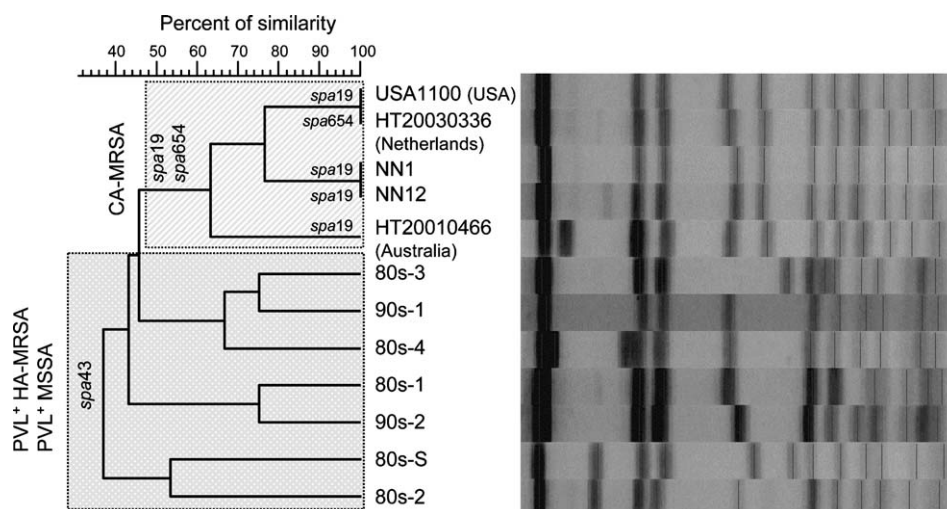 Percent of similarity
40 50 60 70 80 90 100
CA-MRSA
spa19
spa654
spa19 USA1100 (USA)
spa654 HT20030336
(Netherlands)
spa19 NN1
spa19 NN12
spa19 HT20010466
(Australia)
PVL⁺ HA-MRSA
PVL⁺ MSSA
spa43
80s-3
90s-1
80s-4
80s-1
90s-2
80s-S
80s-2